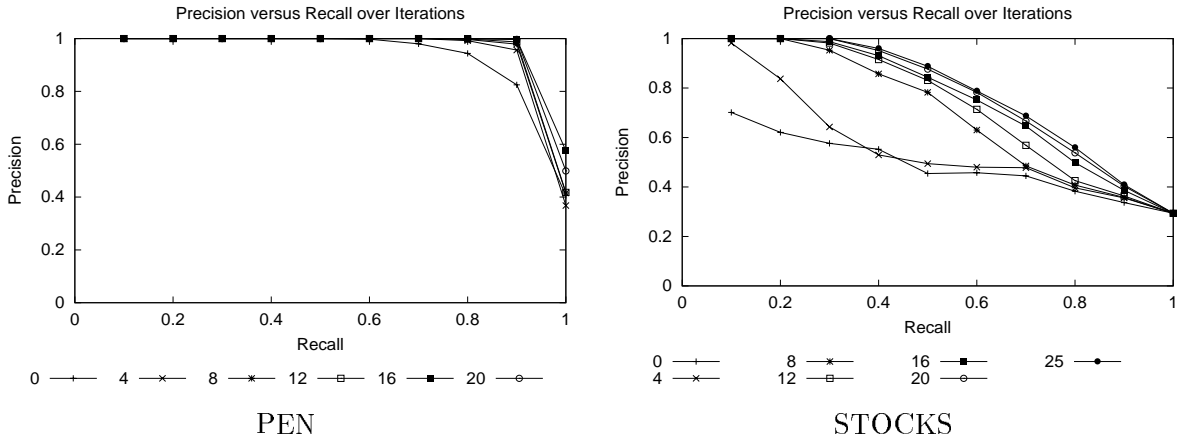 Precision versus Recall over Iterations
1
0.8
0.6
0.4
0.2
0
Precision
0 0.2 0.4 0.6 0.8 1
Recall
0 4 8 12 16 20
PEN
Precision versus Recall over Iterations
1
0.8
0.6
0.4
0.2
0
Precision
0 0.2 0.4 0.6 0.8 1
Recall
0 8 16 25
4 12 20
STOCKS